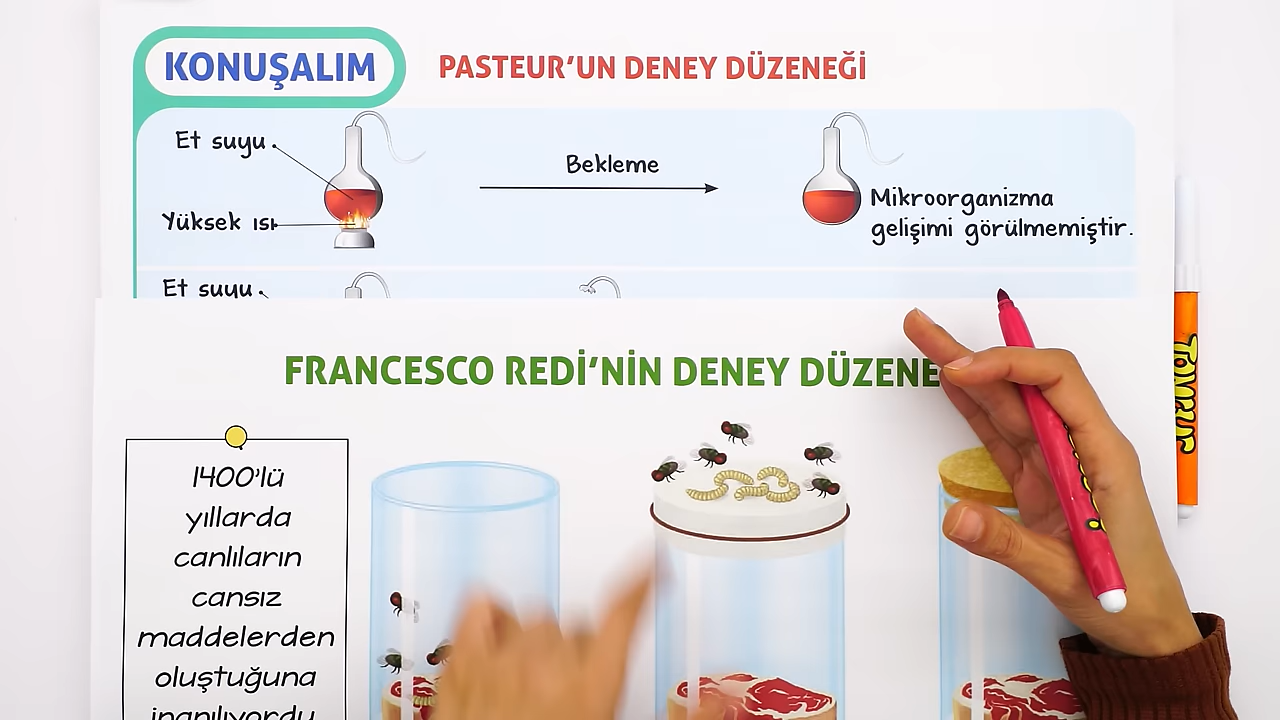 KONUŞALIM
PASTEUR'UN DENEY DÜZENEĞİ
Et suyu
Yüksek ısı
Bekleme
Mikroorganizma
gelişimi görülmemiştir.
Et suyu
FRANCESCO REDİ'NİN DENEY
1400'lü
yıllarda
canlıların
cansız
maddelerden
oluştuğuna
inanılıyordu